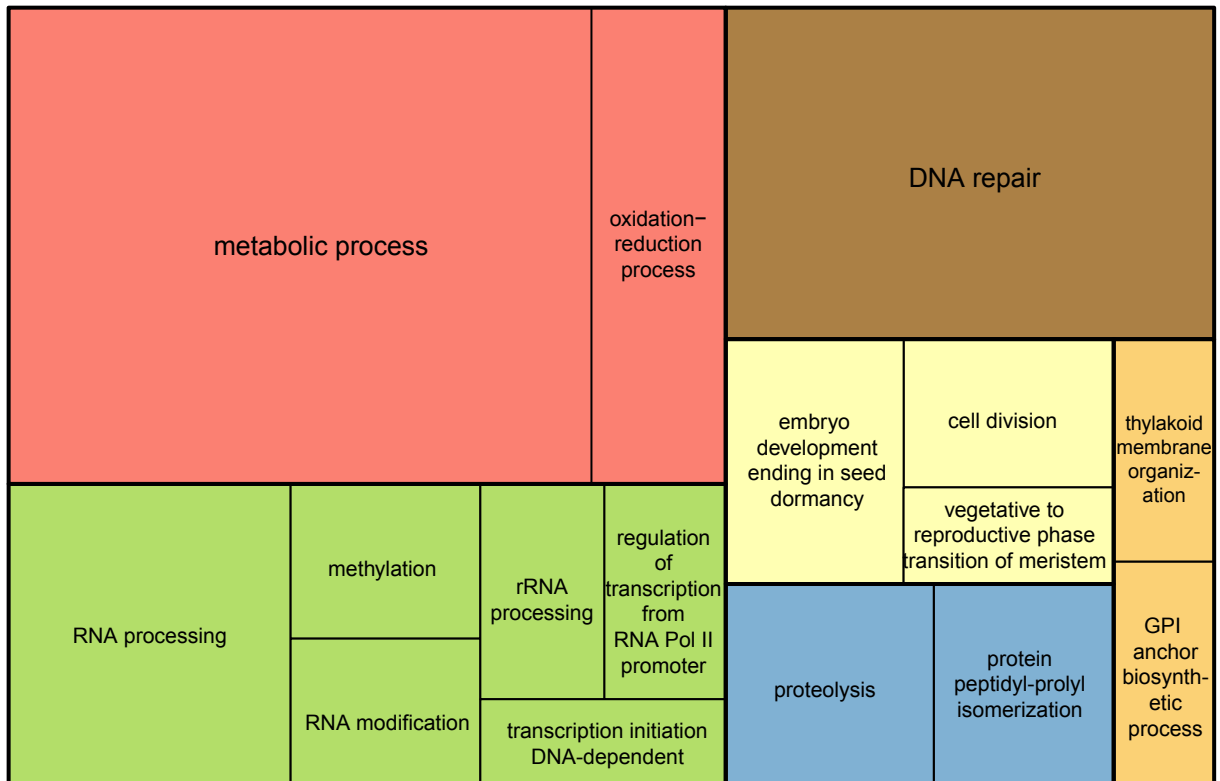 metabolic process
oxidation−
reduction
process
DNA repair
embryo
development
ending in seed
dormancy
cell division
vegetative to
reproductive phase
transition of meristem
thylakoid
membrane
organiz-
ation
RNA processing
methylation
RNA modification
rRNA
processing
regulation
of
transcription
from
RNA Pol II
promoter
transcription initiation
DNA-dependent
proteolysis
protein
peptidyl-prolyl
isomerization
GPI
anchor
biosynth-
etic
process